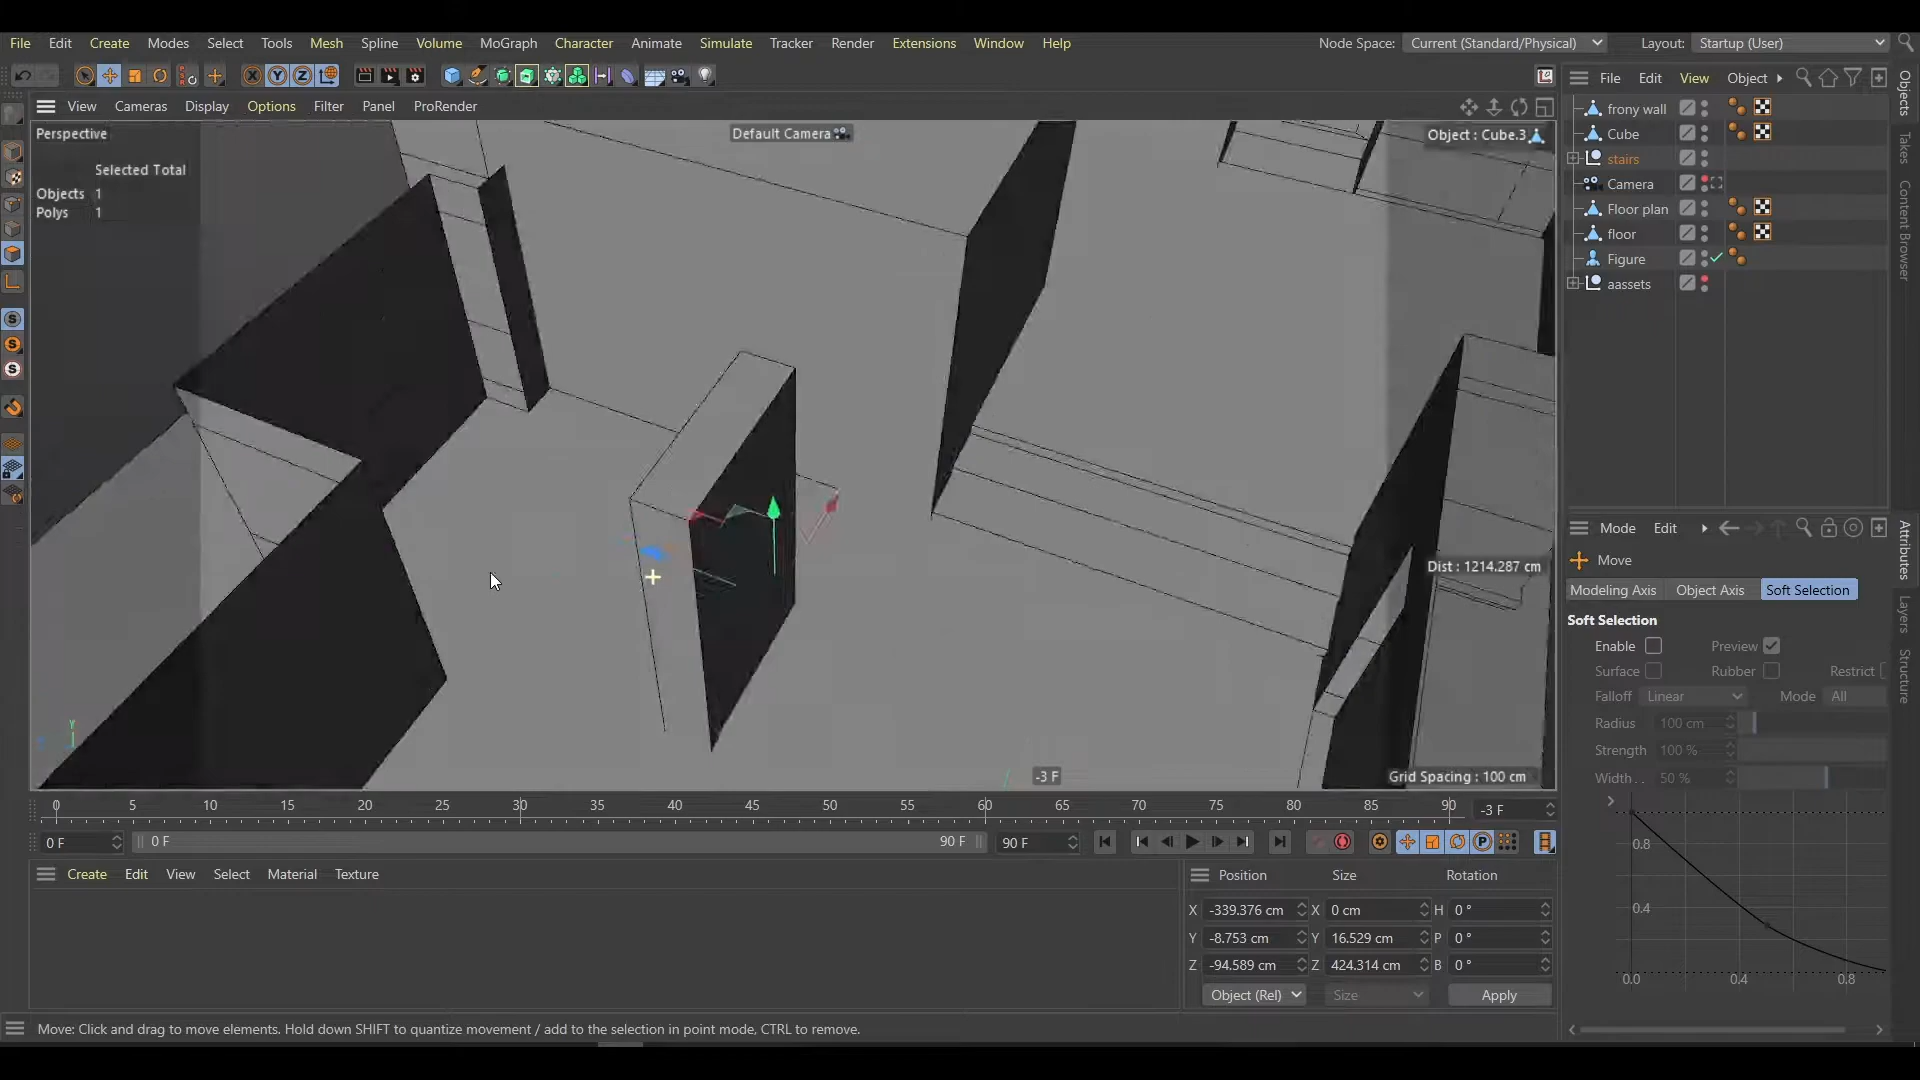 File Edit Create Modes Select Tools Mesh Spline Volume MoGraph Character Animate Simulate Tracker Render Extensions Window Help Node Space: Current (Standard/Physical) Layout: Startup (User)
View Cameras Display Options Filter Panel ProRender
File Edit View Object
Perspective
Default Camera
Object : Cube.3
Selected Total
Objects 1
Polys 1
Dist : 1214.287 cm
-3 F
Grid Spacing : 100 cm
Y
frony wall
Cube
stairs
Camera
Floor plan
floor
Figure
aassets
Objects
Takes
Content Browser
Mode Edit
Move
Modeling Axis Object Axis Soft Selection
Soft Selection
Enable Preview
Surface Rubber Restrict
Falloff Linear Mode All
Radius 100 cm
Strength 100 %
Width . . 50 %
0.8
0.4
0.0 0.4 0.8
Attributes
Layers
Structure
0 5 10 15 20 25 30 35 40 45 50 55 60 65 70 75 80 85 90 -3 F
0 F 0 F 90 F 90 F
Create Edit View Select Material Texture
Position Size Rotation
X -339.376 cm X 0 cm H 0 °
Y -8.753 cm Y 16.529 cm P 0 °
Z -94.589 cm Z 424.314 cm B 0 °
Object (Rel) Size Apply
Move: Click and drag to move elements. Hold down SHIFT to quantize movement / add to the selection in point mode, CTRL to remove.